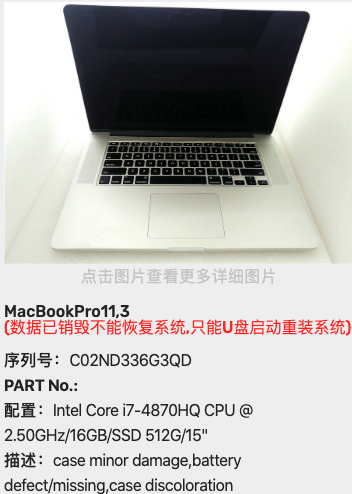 点击图片查看更多详细图片
MacBookPro11,3
(数据已销毁不能恢复系统,只能U盘启动重装系统)
序列号：C02ND336G3QD
PART No.:
配置：Intel Core i7-4870HQ CPU @
2.50GHz/16GB/SSD 512G/15"
描述：case minor damage,battery
defect/missing,case discoloration